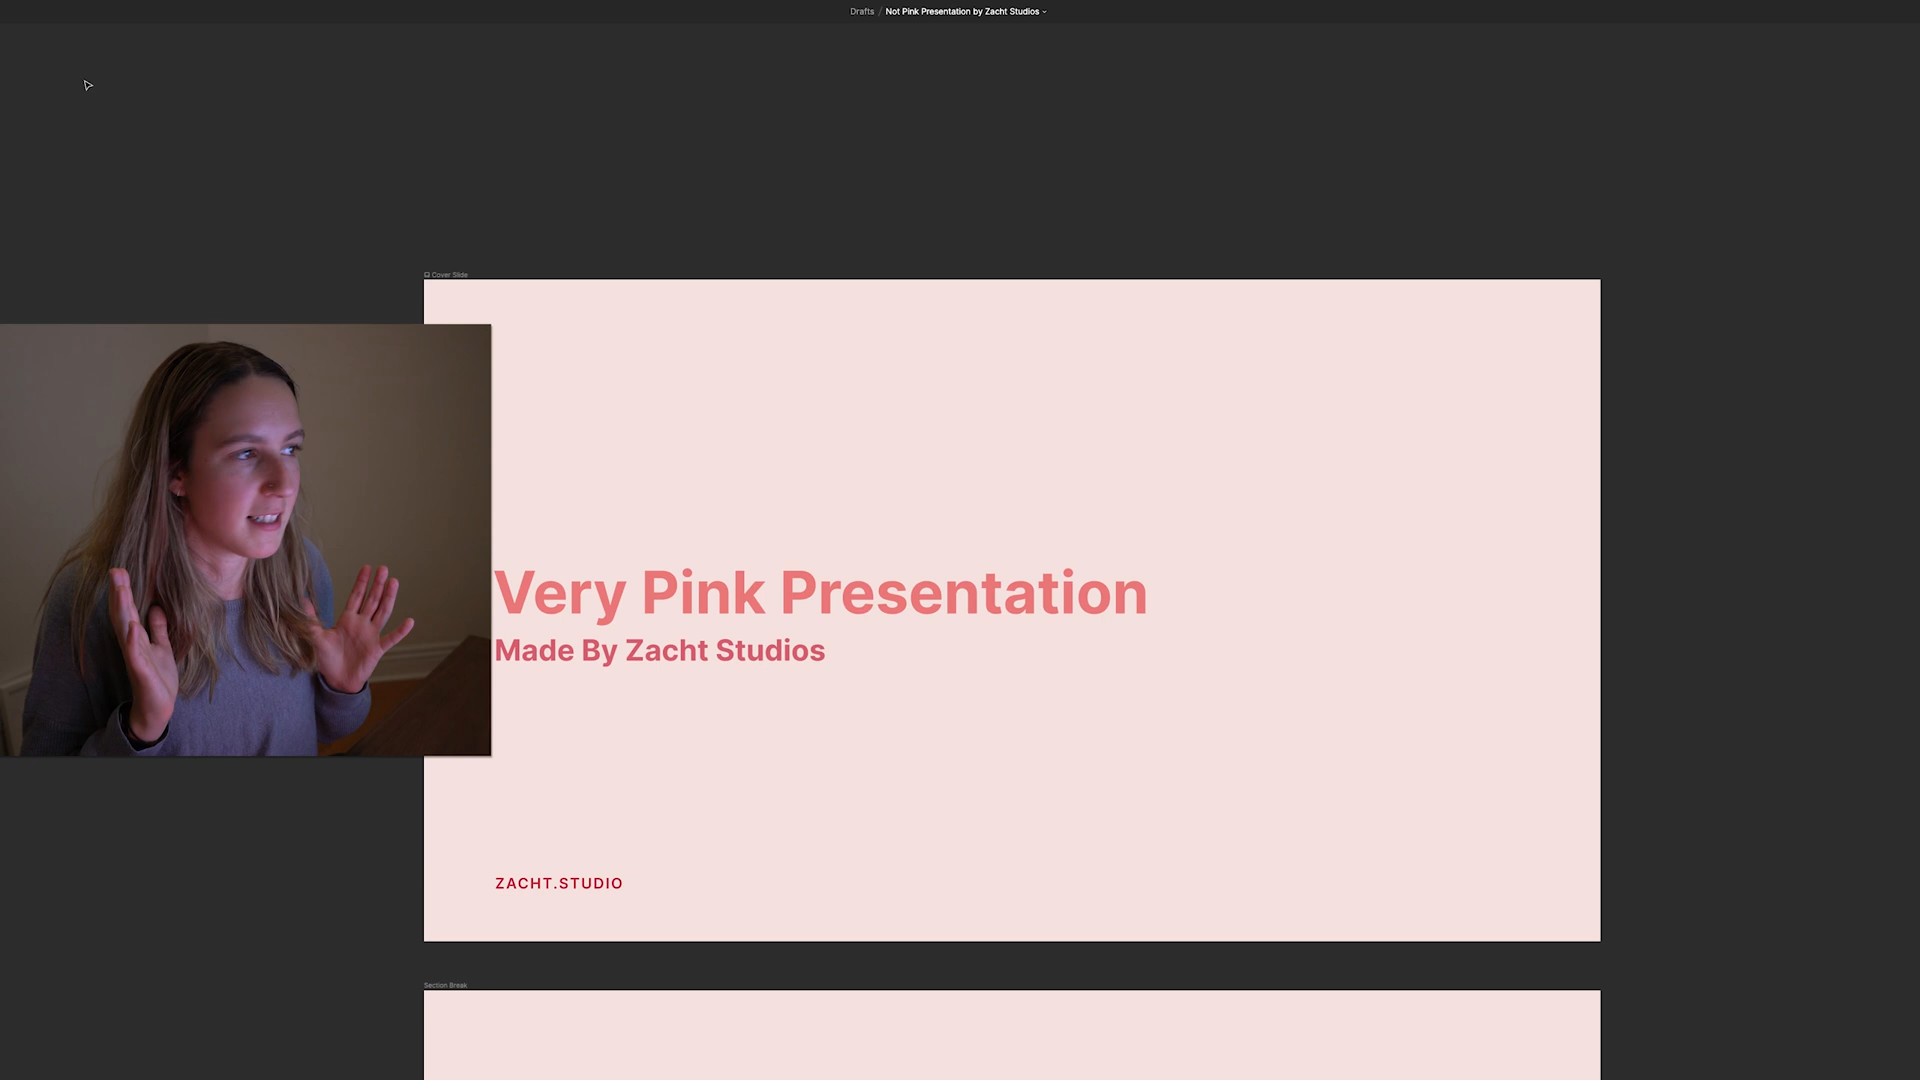 Drafts / Not Pink Presentation by Zacht Studios
Cover Slide
Very Pink Presentation
Made By Zacht Studios
ZACHT.STUDIO
Section Break